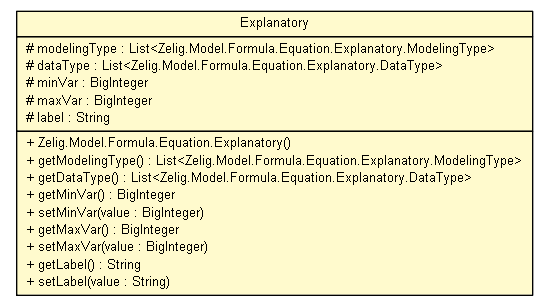 Explanatory
# modelingType : List<Zelig.Model.Formula.Equation.Explanatory.ModelingType>
# dataType : List<Zelig.Model.Formula.Equation.Explanatory.DataType>
# minVar : BigInteger
# maxVar : BigInteger
# label : String
+ Zelig.Model.Formula.Equation.Explanatory()
+ getModelingType() : List<Zelig.Model.Formula.Equation.Explanatory.ModelingType>
+ getDataType() : List<Zelig.Model.Formula.Equation.Explanatory.DataType>
+ getMinVar() : BigInteger
+ setMinVar(value : BigInteger)
+ getMaxVar() : BigInteger
+ setMaxVar(value : BigInteger)
+ getLabel() : String
+ setLabel(value : String)